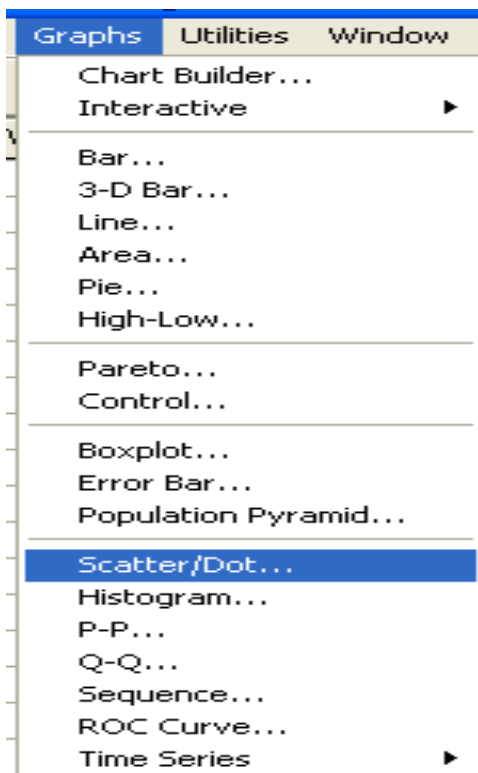 Graphs Utilities Window
Chart Builder...
Interactive
Bar...
3-D Bar...
Line...
Area...
Pie...
High-Low...
Pareto...
Control...
Boxplot...
Error Bar...
Population Pyramid...
Scatter/Dot...
Histogram...
P-P...
Q-Q...
Sequence...
ROC Curve...
Time Series